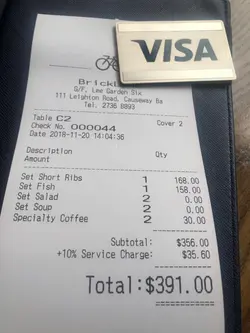 VISA
Brickl
G/F, Lee Garden Six
111 Leighton Road, Causeway Ba
Tel: 2736 8893
Table C2 Cover 2
Check No. 000044
Date 2018-11-20 14:04:36
Description Qty
Amount
Set Short Ribs 1 168.00
Set Fish 1 158.00
Set Salad 2 0.00
Set Soup 2 0.00
Specialty Coffee 2 30.00
Subtotal: $356.00
+10% Service Charge: $35.60
Total:$391.00